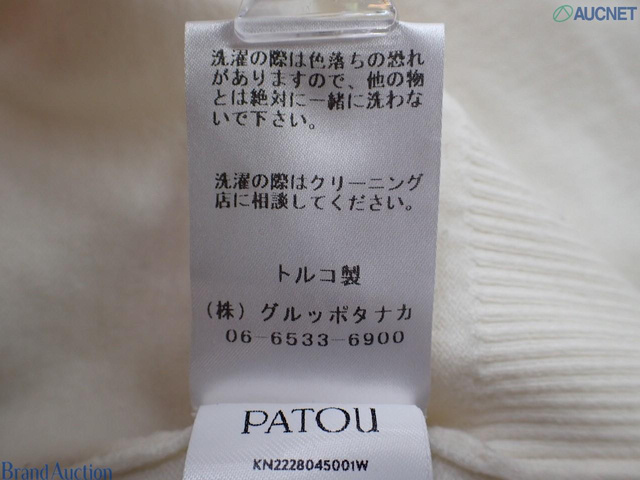 AUCNET
洗濯の際は色落ちの恐れ
がありますので、他の物
とは絶対に一緒に洗わな
いで下さい。
洗濯の際はクリーニング
店に相談してください。
トルコ製
（株）グルッポタナカ
06-6533-6900
PATOU
KN2228045001W
Brand Auction